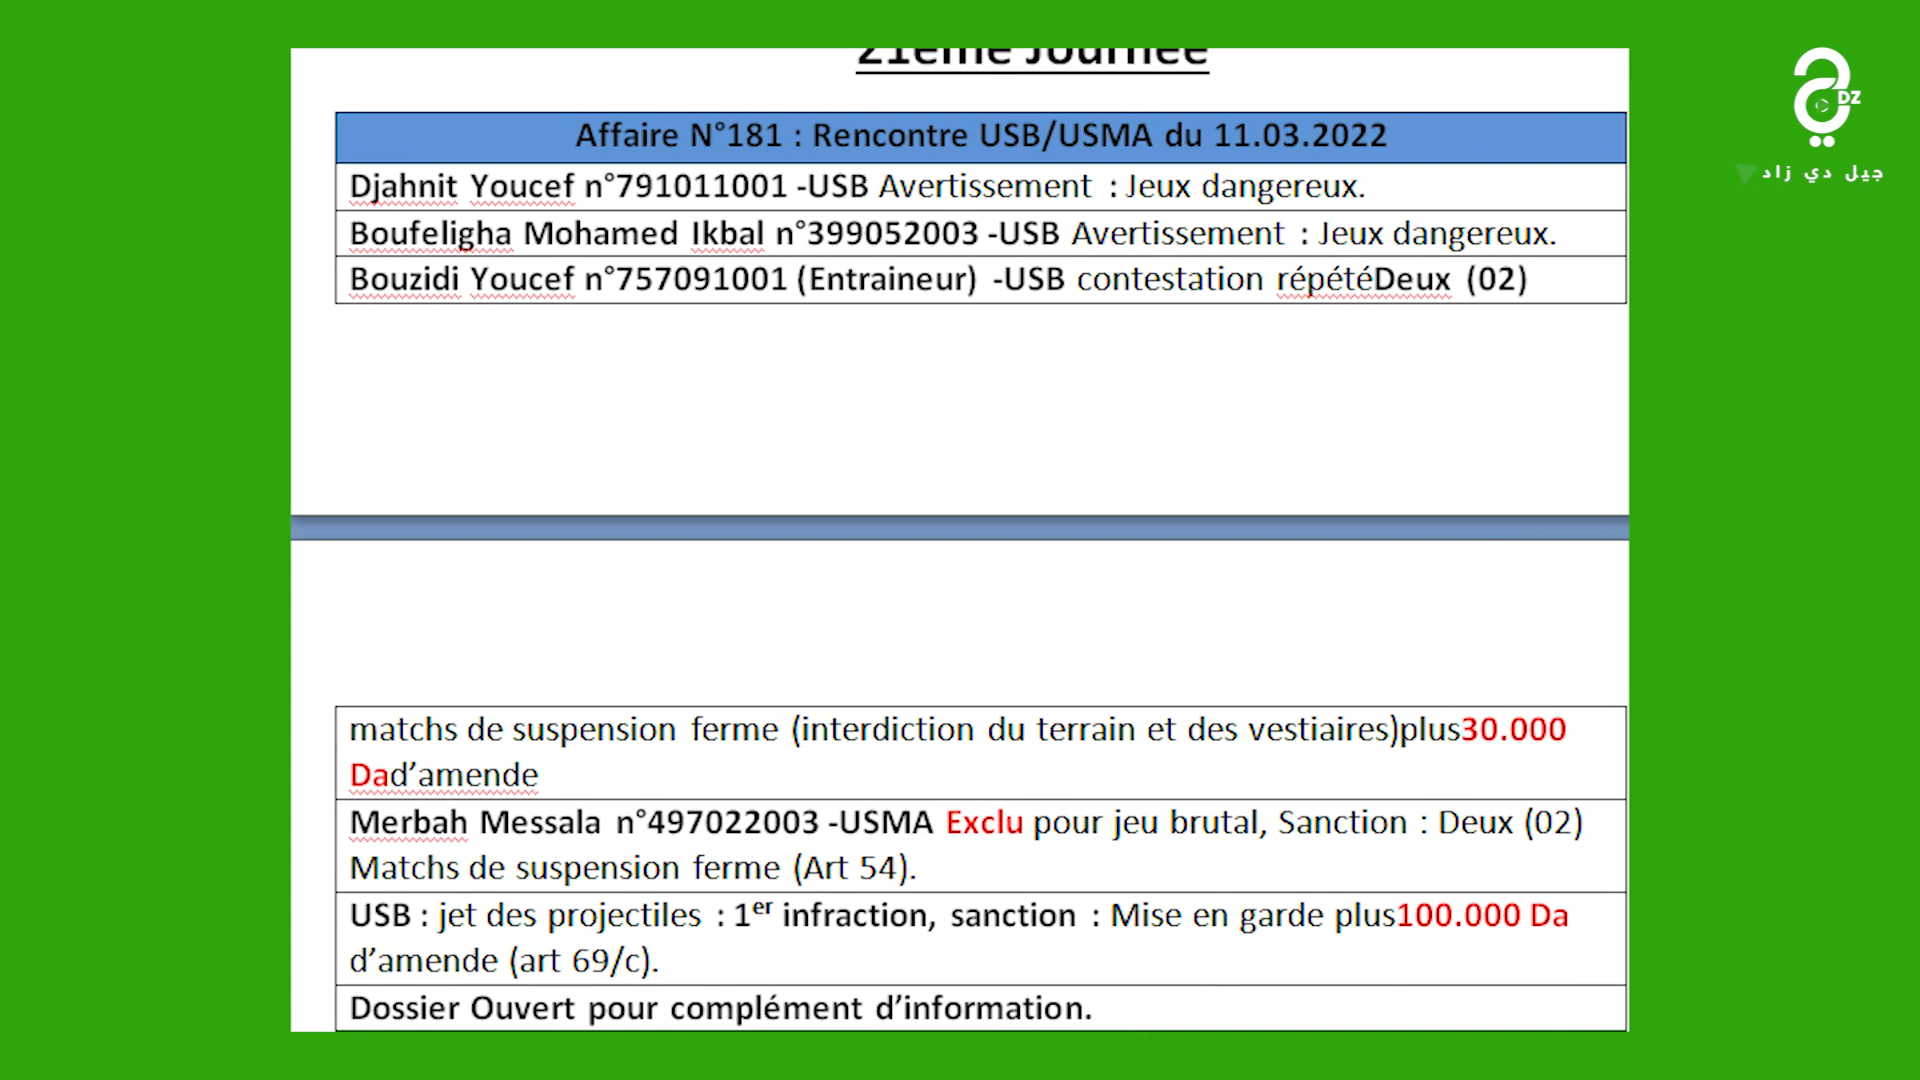 21ème Journée
Affaire N°181 : Rencontre USB/USMA du 11.03.2022
Djahnit Youcef n°791011001 -USB Avertissement : Jeux dangereux.
Boufeligha Mohamed Ikbal n°399052003 -USB Avertissement : Jeux dangereux.
Bouzidi Youcef n°757091001 (Entraineur) -USB contestation répétéDeux (02)
matchs de suspension ferme (interdiction du terrain et des vestiaires)plus30.000
Dad’amende
Merbah Messala n°497022003 -USMA Exclu pour jeu brutal, Sanction : Deux (02)
Matchs de suspension ferme (Art 54).
USB : jet des projectiles : 1er infraction, sanction : Mise en garde plus100.000 Da
d’amende (art 69/c).
Dossier Ouvert pour complément d’information.
DZ
جيل دي زاد